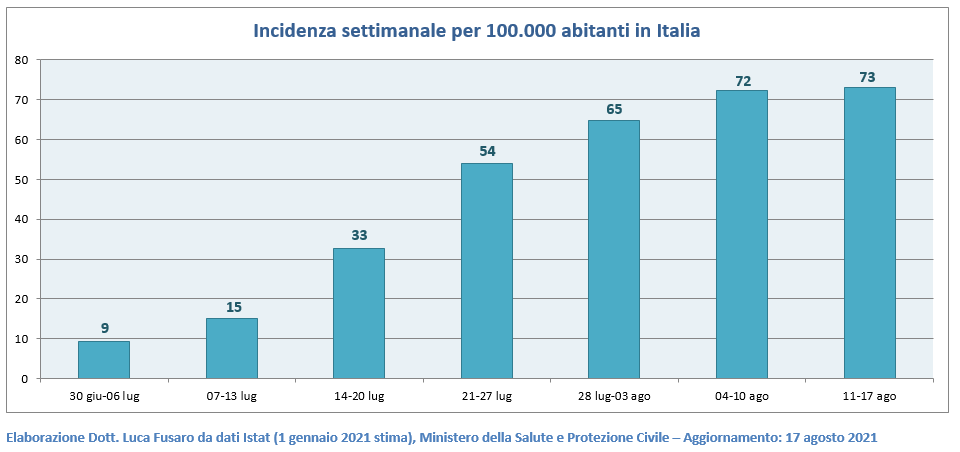 Incidenza settimanale per 100.000 abitanti in Italia
80
70
60
50
40
30
20
10
0
9
15
33
54
65
72
73
30 giu-06 lug
07-13 lug
14-20 lug
21-27 lug
28 lug-03 ago
04-10 ago
11-17 ago
Elaborazione Dott. Luca Fusaro da dati Istat (1 gennaio 2021 stima), Ministero della Salute e Protezione Civile – Aggiornamento: 17 agosto 2021